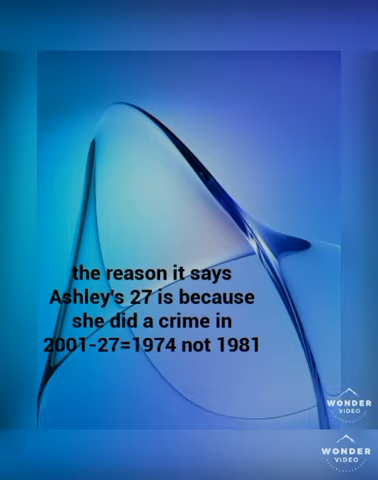 the reason it says
Ashley's 27 is because
she did a crime in
2001-27=1974 not 1981
WONDER
VIDEO
WONDER
VIDEO